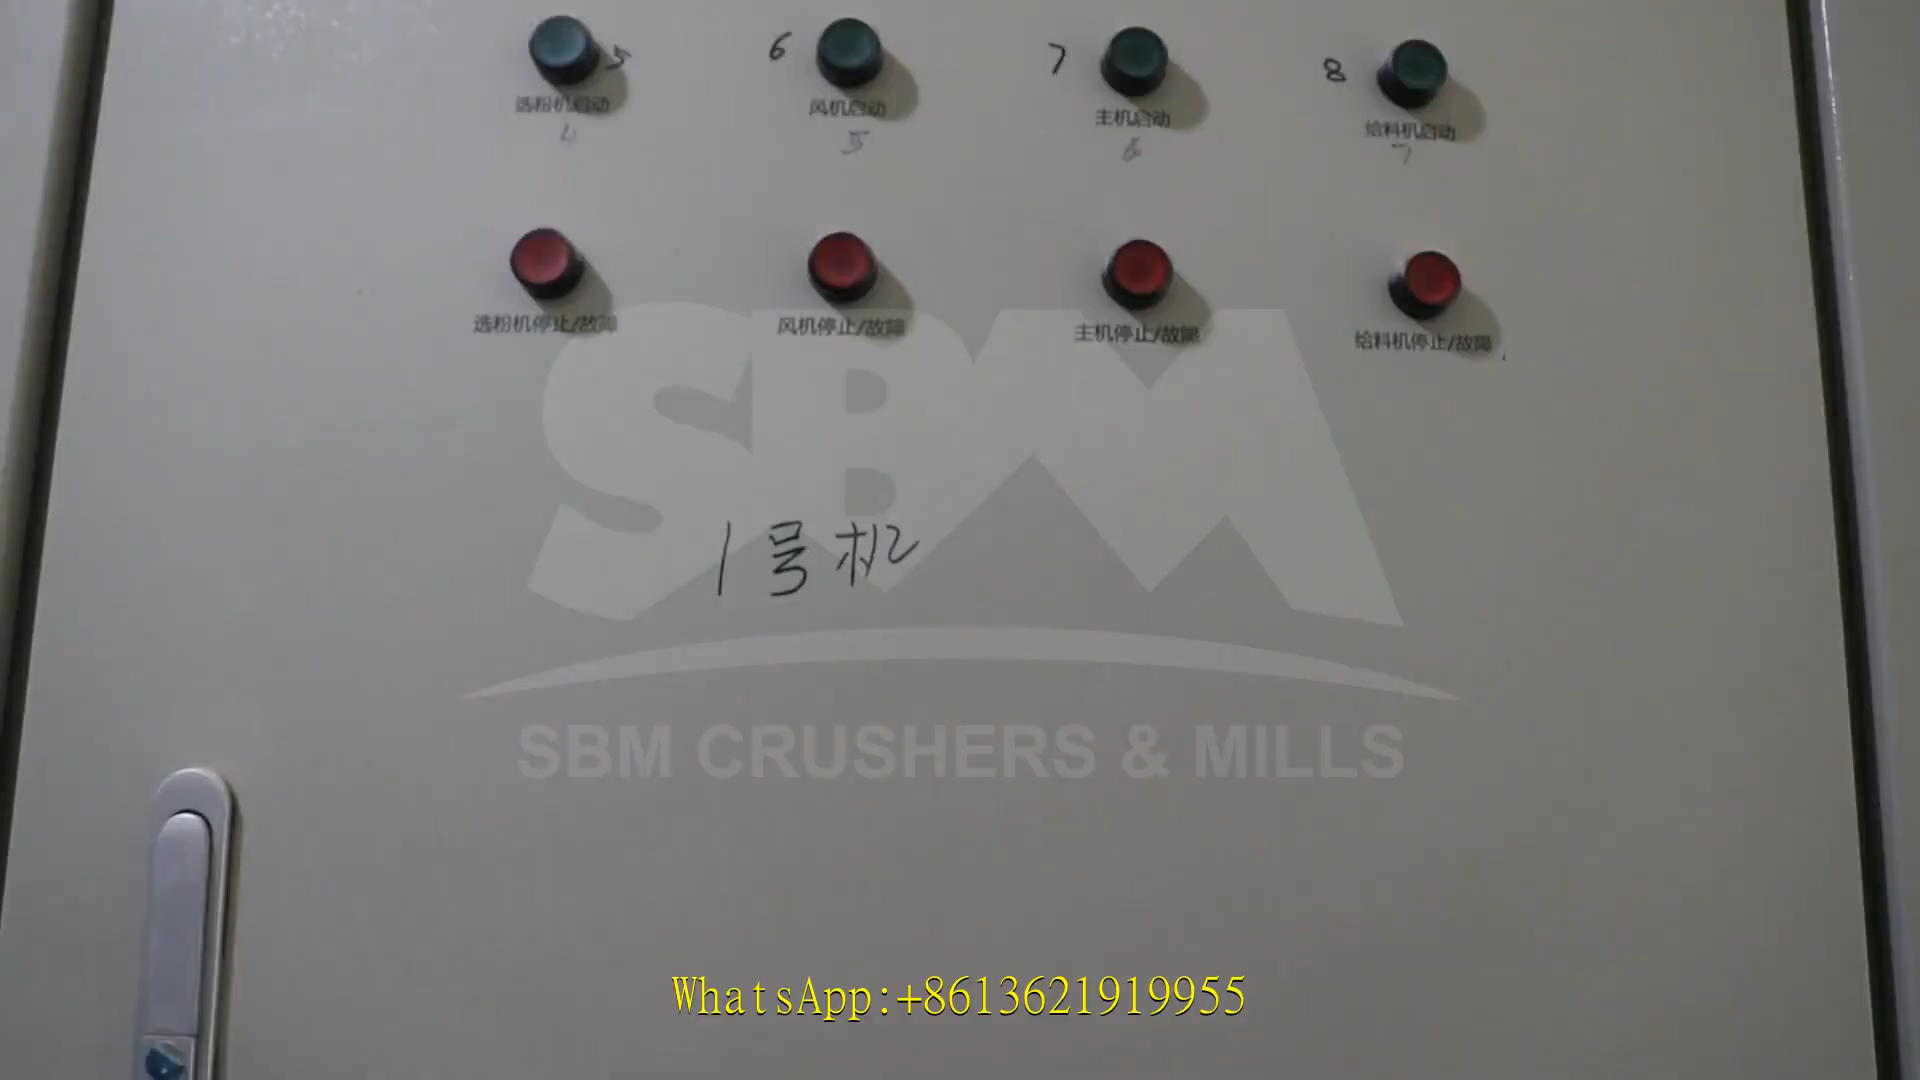 5 6 7 8
选粉机启动 风机启动 主机启动 给料机启动
4 5 6 7
选粉机停止/故障 风机停止/故障 主机停止/故障 给料机停止/故障
SBM
1号机
SBM CRUSHERS & MILLS
WhatsApp:+8613621919955